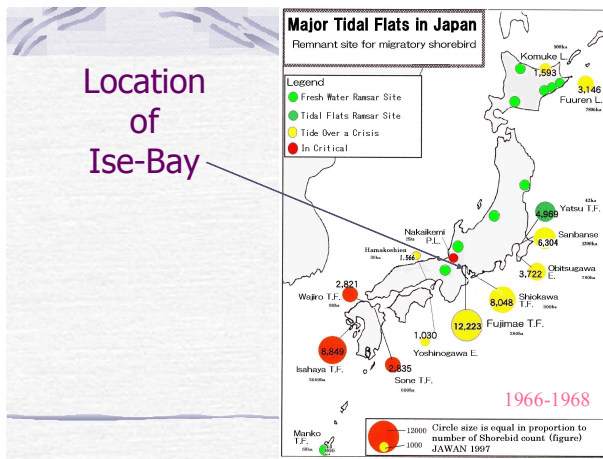 Location
of
Ise-Bay
Major Tidal Flats in Japan
Remnant site for migratory shorebird
Legend
Fresh Water Ramsar Site
Tidal Flats Ramsar Site
Tide Over a Crisis
In Critical
Komuke L.
1,593
3,146
Fuuren L.
Yatsu T.F.
4,969
Sanbanse
6,304
1200ha
3,722
Obitsugawa
E.
Nakaikemi
P.L.
Hamakoshien
1,566
Shiokawa
T.F.
8,048
12,223
Fujimae T.F.
2,821
Wajiro T.F.
1,030
Yoshinogawa E.
8,849
Isahaya T.F.
2,835
Sone T.F.
1966-1968
Manko
T.F.
12000
1000
Circle size is equal in proportion to
number of Shorebid count (figure)
JAWAN 1997